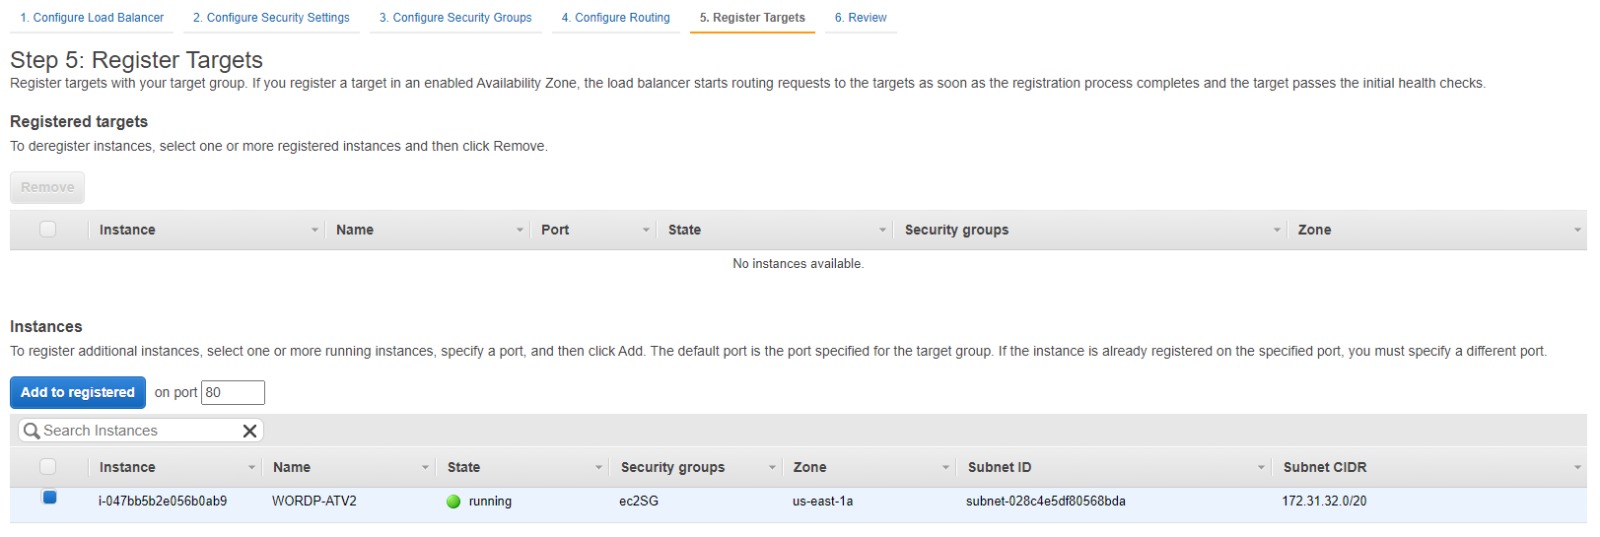 1. Configure Load Balancer 2. Configure Security Settings 3. Configure Security Groups 4. Configure Routing 5. Register Targets 6. Review
Step 5: Register Targets
Register targets with your target group. If you register a target in an enabled Availability Zone, the load balancer starts routing requests to the targets as soon as the registration process completes and the target passes the initial health checks.
Registered targets
To deregister instances, select one or more registered instances and then click Remove.
Remove
Instance Name Port State Security groups Zone
No instances available.
Instances
To register additional instances, select one or more running instances, specify a port, and then click Add. The default port is the port specified for the target group. If the instance is already registered on the specified port, you must specify a different port.
Add to registered on port 80
Search Instances
Instance Name State Security groups Zone Subnet ID Subnet CIDR
i-047bb5b2e056b0ab9 WORDP-ATV2 running ec2SG us-east-1a subnet-028c4e5df80568bda 172.31.32.0/20